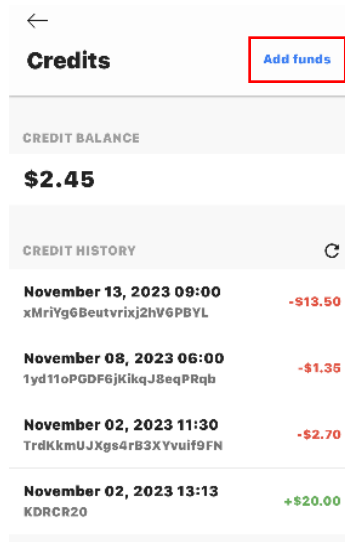 Credits
Add funds
CREDIT BALANCE
$2.45
CREDIT HISTORY
November 13, 2023 09:00
-$13.50
xMriYg6Beutvrixj2hV6PBYL
November 08, 2023 06:00
-$1.35
1yd11oPGDF6jKikqJ8eqPRqb
November 02, 2023 11:30
-$2.70
TrdKkmUJXgs4rB3XYvuif9FN
November 02, 2023 13:13
+$20.00
KDRCR20